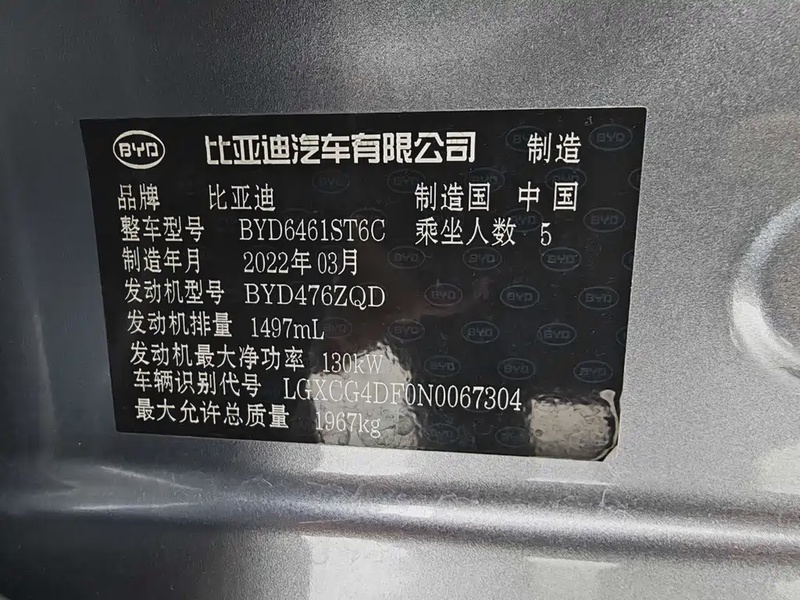 BYD 比亚迪汽车有限公司 制造
品牌 比亚迪 制造国 中国
整车型号 BYD6461ST6C 乘坐人数 5
制造年月 2022年03月
发动机型号 BYD476ZQD
发动机排量 1497mL
发动机最大净功率 130kW
车辆识别代号 LGXCG4DF0N0067304
最大允许总质量 1967kg